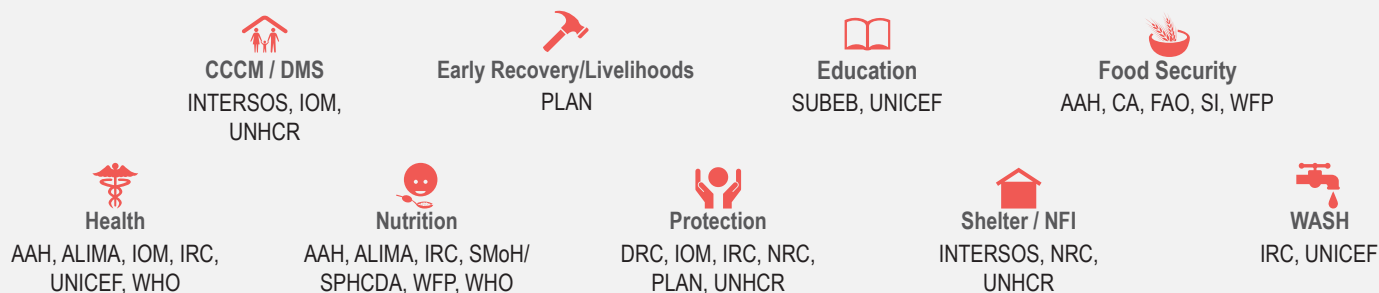 CCCM / DMS
INTERSOS, IOM,
UNHCR
Early Recovery/Livelihoods
PLAN
Education
SUBEB, UNICEF
Food Security
AAH, CA, FAO, SI, WFP
Health
AAH, ALIMA, IOM, IRC,
UNICEF, WHO
Nutrition
AAH, ALIMA, IRC, SMoH/
SPHCDA, WFP, WHO
Protection
DRC, IOM, IRC, NRC,
PLAN, UNHCR
Shelter / NFI
INTERSOS, NRC,
UNHCR
WASH
IRC, UNICEF